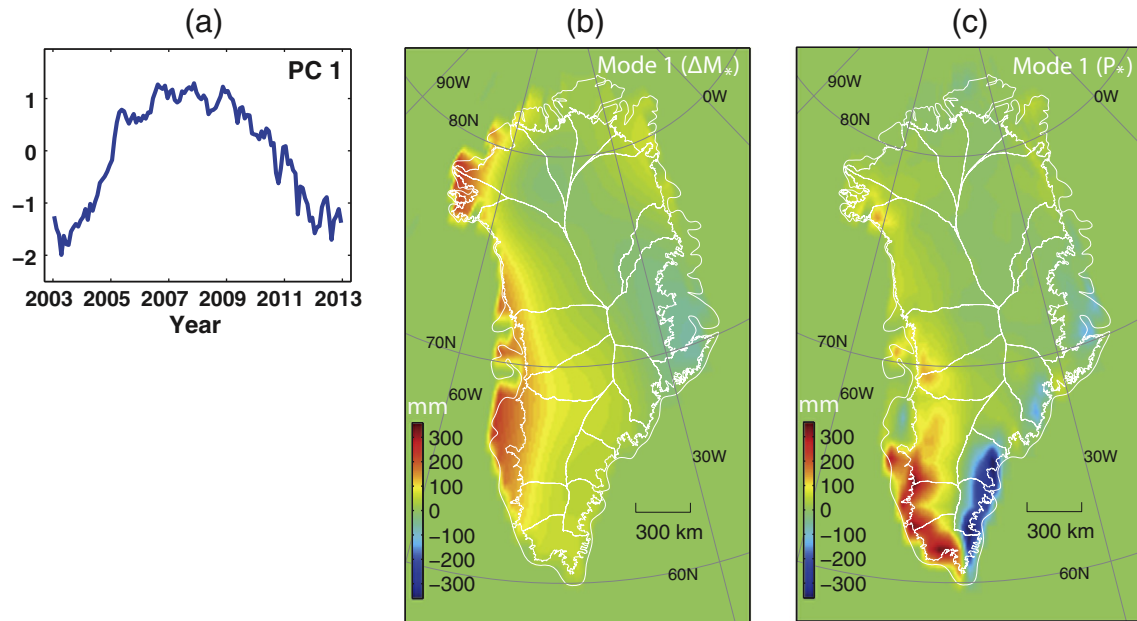 (a)
PC 1
1
0
−1
−2
2003 2005 2007 2009 2011 2013
Year
(b)
Mode 1 (ΔM*)
90W
0W
80N
70N
60W
mm
300
200
100
0
−100
−200
−300
30W
300 km
60N
(c)
Mode 1 (P*)
90W
0W
80N
70N
60W
mm
300
200
100
0
−100
−200
−300
30W
300 km
60N